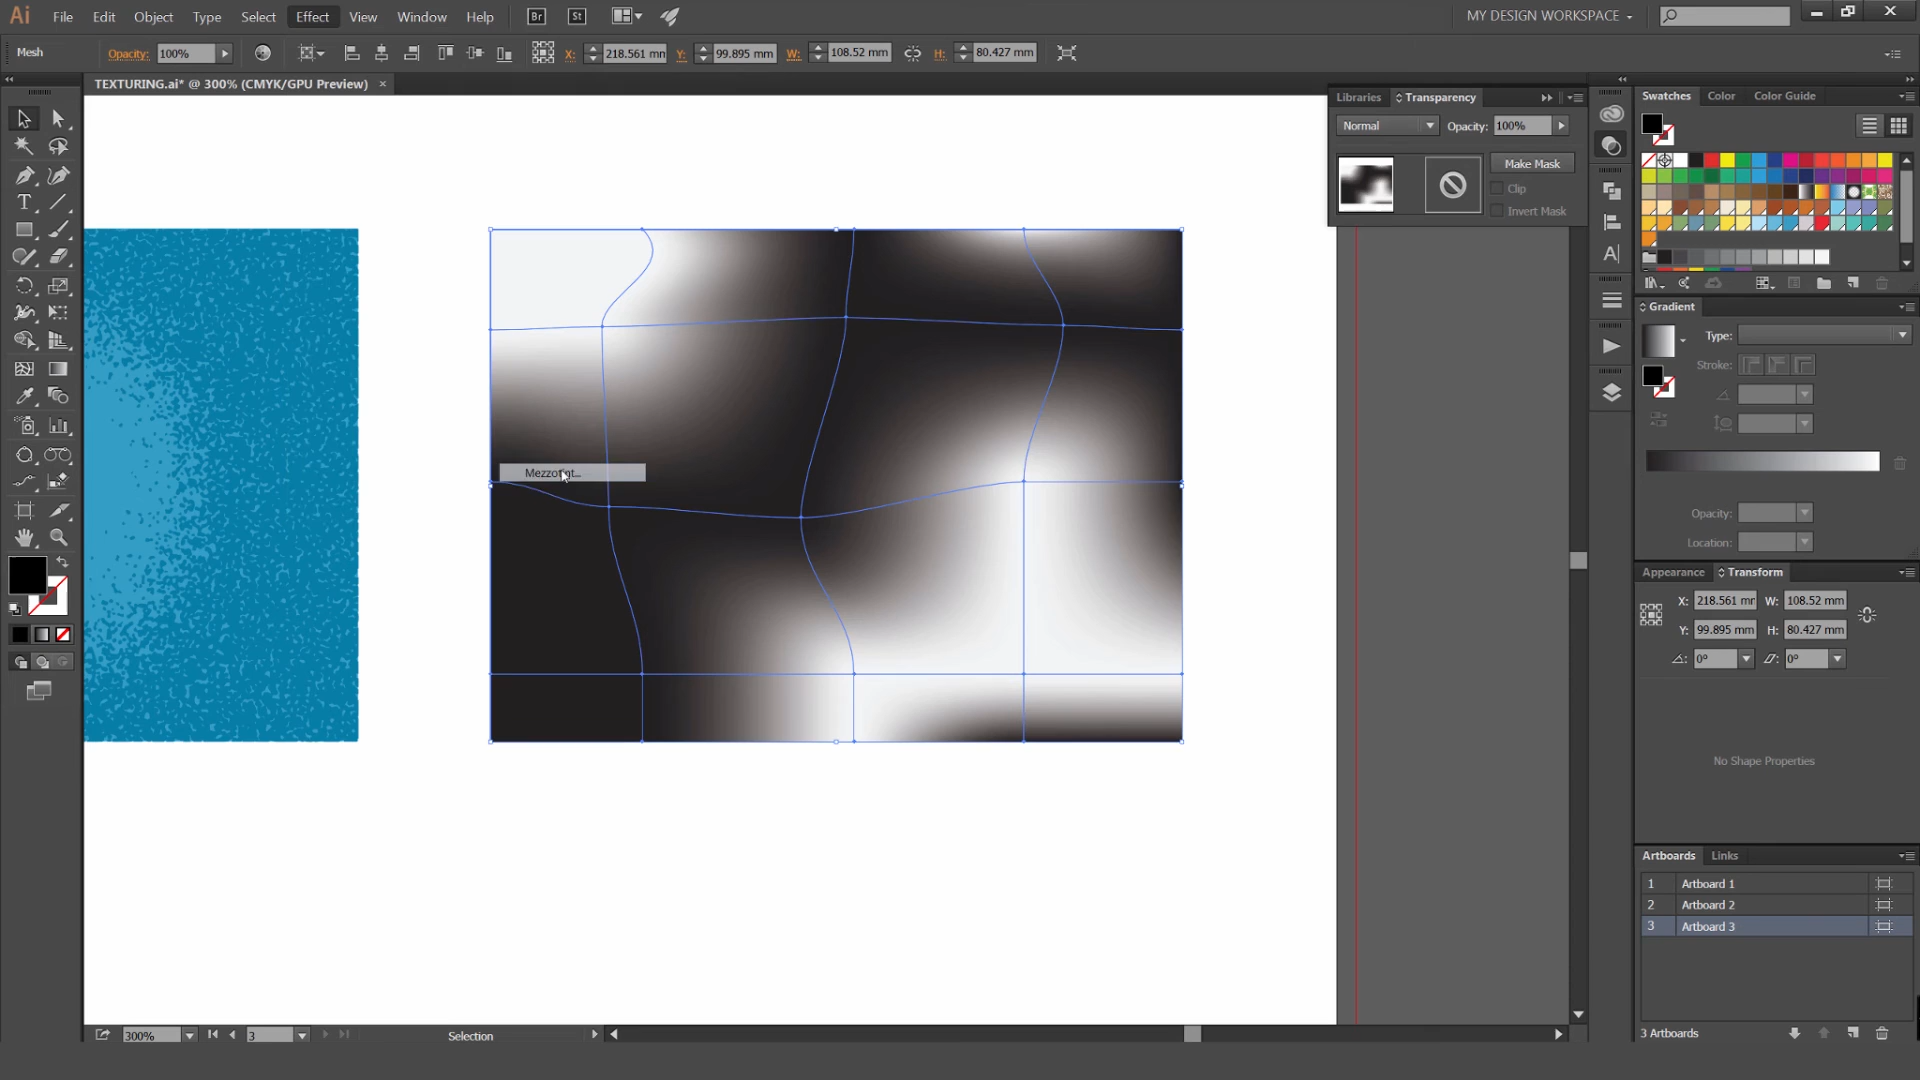 Ai File Edit Object Type Select Effect View Window Help Br St MY DESIGN WORKSPACE
Mesh Opacity: 100% X: 218.561 mm Y: 99.895 mm W: 108.52 mm H: 80.427 mm
TEXTURING.ai* @ 300% (CMYK/GPU Preview) ×
Libraries Transparency
Normal Opacity: 100%
Make Mask
Clip
Invert Mask
Swatches Color Color Guide
Gradient
Type:
Stroke:
Opacity:
Location:
Mezzotint...
Appearance Transform
X: 218.561 mm W: 108.52 mm
Y: 99.895 mm H: 80.427 mm
0° 0°
No Shape Properties
Artboards Links
1 Artboard 1
2 Artboard 2
3 Artboard 3
3 Artboards
300% 3 Selection